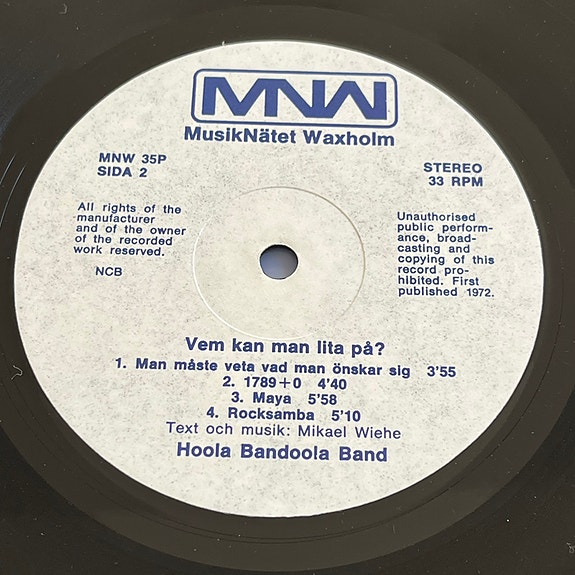 MNW
MusikNätet Waxholm
MNW 35P
SIDA 2
STEREO
33 RPM
All rights of the
manufacturer
and of the owner
of the recorded
work reserved.
NCB
Unauthorised
public perform-
ance, broad-
casting and
copying of this
record pro-
hibited. First
published 1972.
Vem kan man lita på?
1. Man måste veta vad man önskar sig 3'55
2. 1789+0 4'40
3. Maya 5'58
4. Rocksamba 5'10
Text och musik: Mikael Wiehe
Hoola Bandoola Band